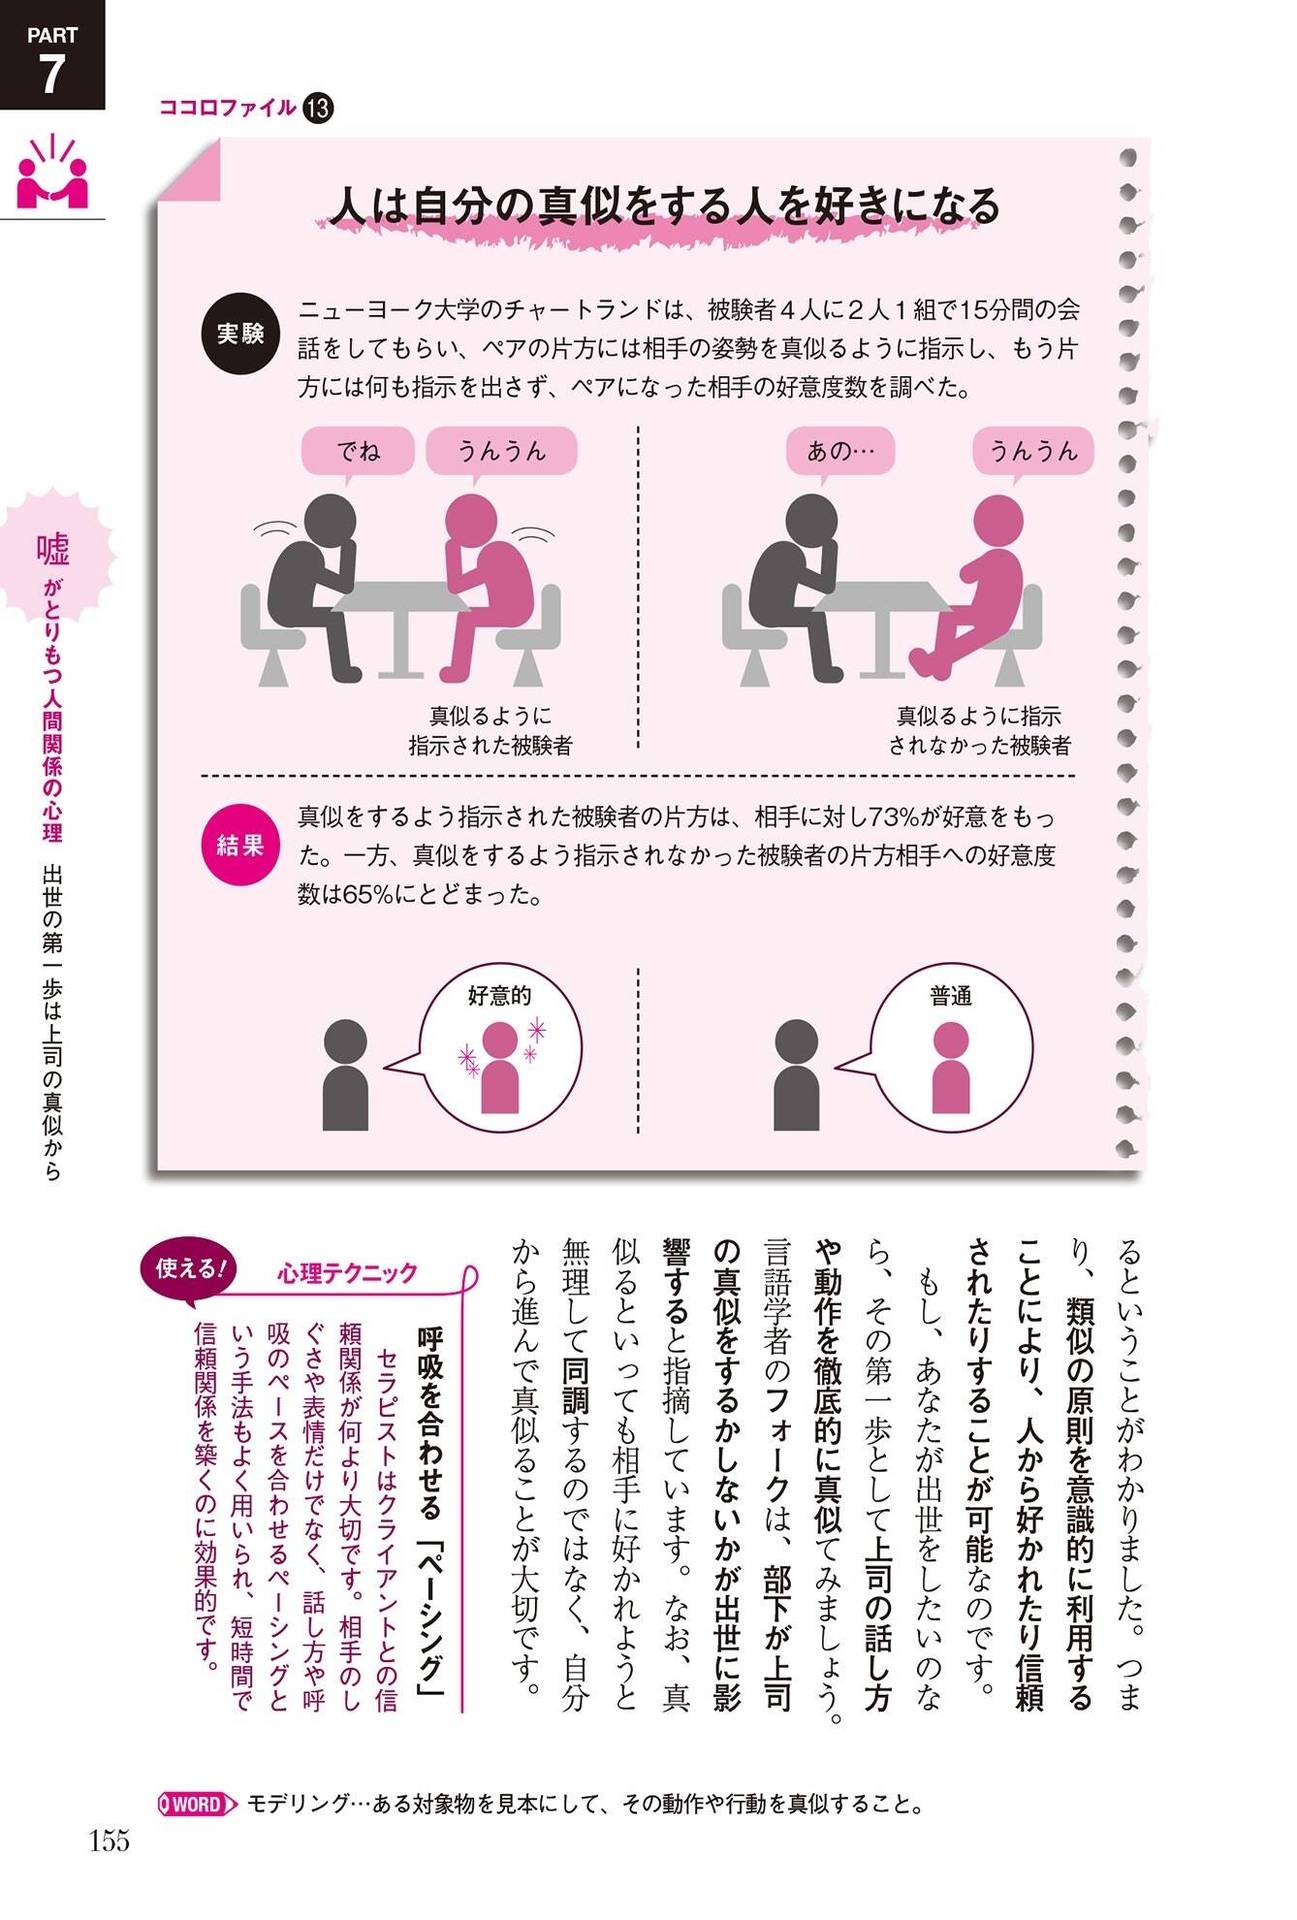 PART
7
ココロファイル13
人は自分の真似をする人を好きになる
実験
ニューヨーク大学のチャートランドは、被験者4人に2人1組で15分間の会
話をしてもらい、ペアの片方には相手の姿勢を真似るように指示し、もう片
方には何も指示を出さず、ペアになった相手の好意度数を調べた。
でね
うんうん
あの…
うんうん
真似るように
指示された被験者
真似るように指示
されなかった被験者
結果
真似をするよう指示された被験者の片方は、相手に対し73%が好意をもっ
た。一方、真似をするよう指示されなかった被験者の片方相手への好意度
数は65%にとどまった。
好意的
普通
嘘がとりもつ人間関係の心理 出世の第一歩は上司の真似から
るということがわかりました。つま
り、類似の原則を意識的に利用する
ことにより、人から好かれたり信頼
されたりすることが可能なのです。
もし、あなたが出世をしたいのな
ら、その第一歩として上司の話し方
や動作を徹底的に真似てみましょう。
言語学者のフォークは、部下が上司
の真似をするかしないかが出世に影
響すると指摘しています。なお、真
似るといっても相手に好かれようと
無理して同調するのではなく、自分
から進んで真似ることが大切です。
使える!
心理テクニック
呼吸を合わせる「ペーシング」
セラピストはクライアントとの信
頼関係が何より大切です。相手のし
ぐさや表情だけでなく、話し方や呼
吸のペースを合わせるペーシングと
いう手法もよく用いられ、短時間で
信頼関係を築くのに効果的です。
WORD モデリング…ある対象物を見本にして、その動作や行動を真似すること。
155